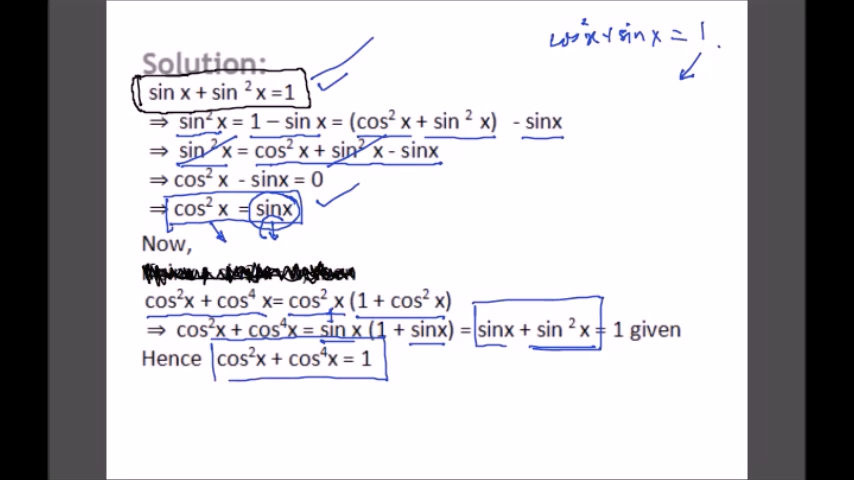 cos²x + sin x = 1.
Solution:
sin x + sin ²x =1
⇒ sin²x = 1 – sin x = (cos² x + sin ² x) - sinx
⇒ sin ²x = cos² x + sin² x - sinx
⇒ cos² x - sinx = 0
⇒ cos² x = sinx
Now,
cos²x + cos⁴ x= cos² x (1 + cos² x)
⇒ cos²x + cos⁴x = sin x (1 + sinx) = sinx + sin ²x = 1 given
Hence cos²x + cos⁴x = 1